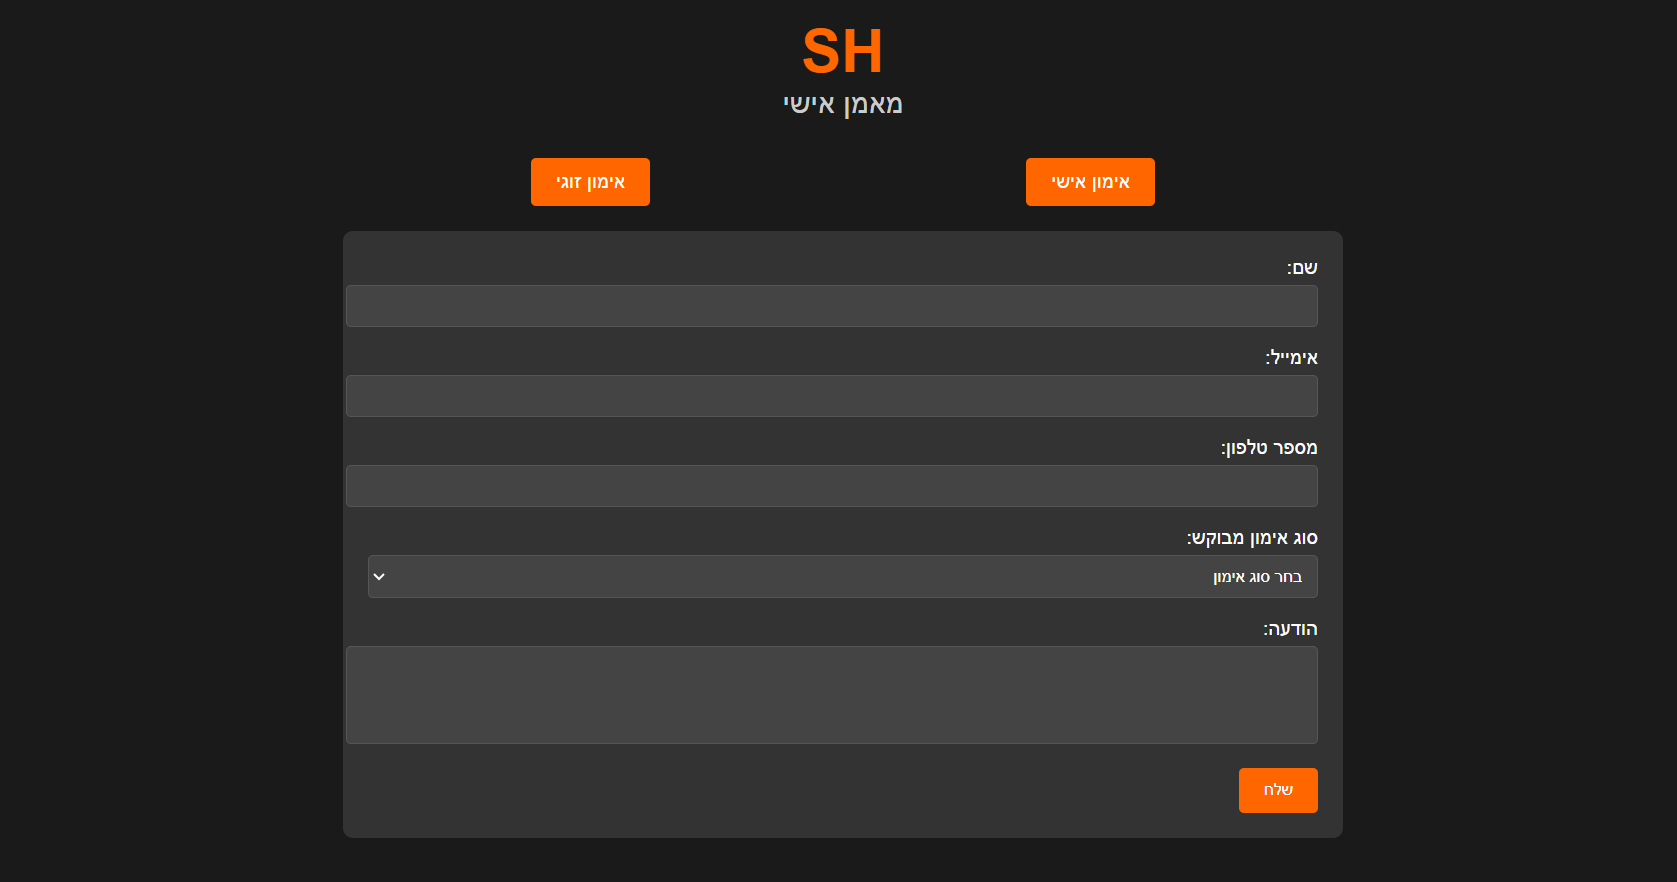 SH
מאמן אישי
אימון אישי
אימון זוגי
שם:
אימייל:
מספר טלפון:
סוג אימון מבוקש:
בחר סוג אימון
הודעה:
שלח